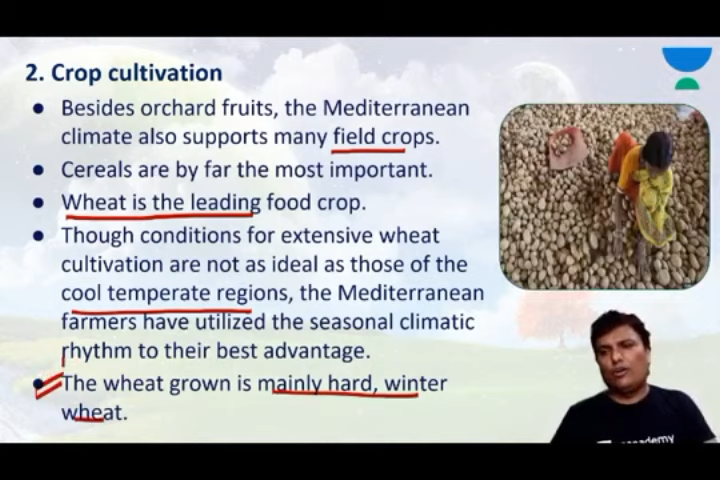 2. Crop cultivation
● Besides orchard fruits, the Mediterranean
climate also supports many field crops.
● Cereals are by far the most important.
● Wheat is the leading food crop.
● Though conditions for extensive wheat
cultivation are not as ideal as those of the
cool temperate regions, the Mediterranean
farmers have utilized the seasonal climatic
rhythm to their best advantage.
● The wheat grown is mainly hard, winter
wheat.